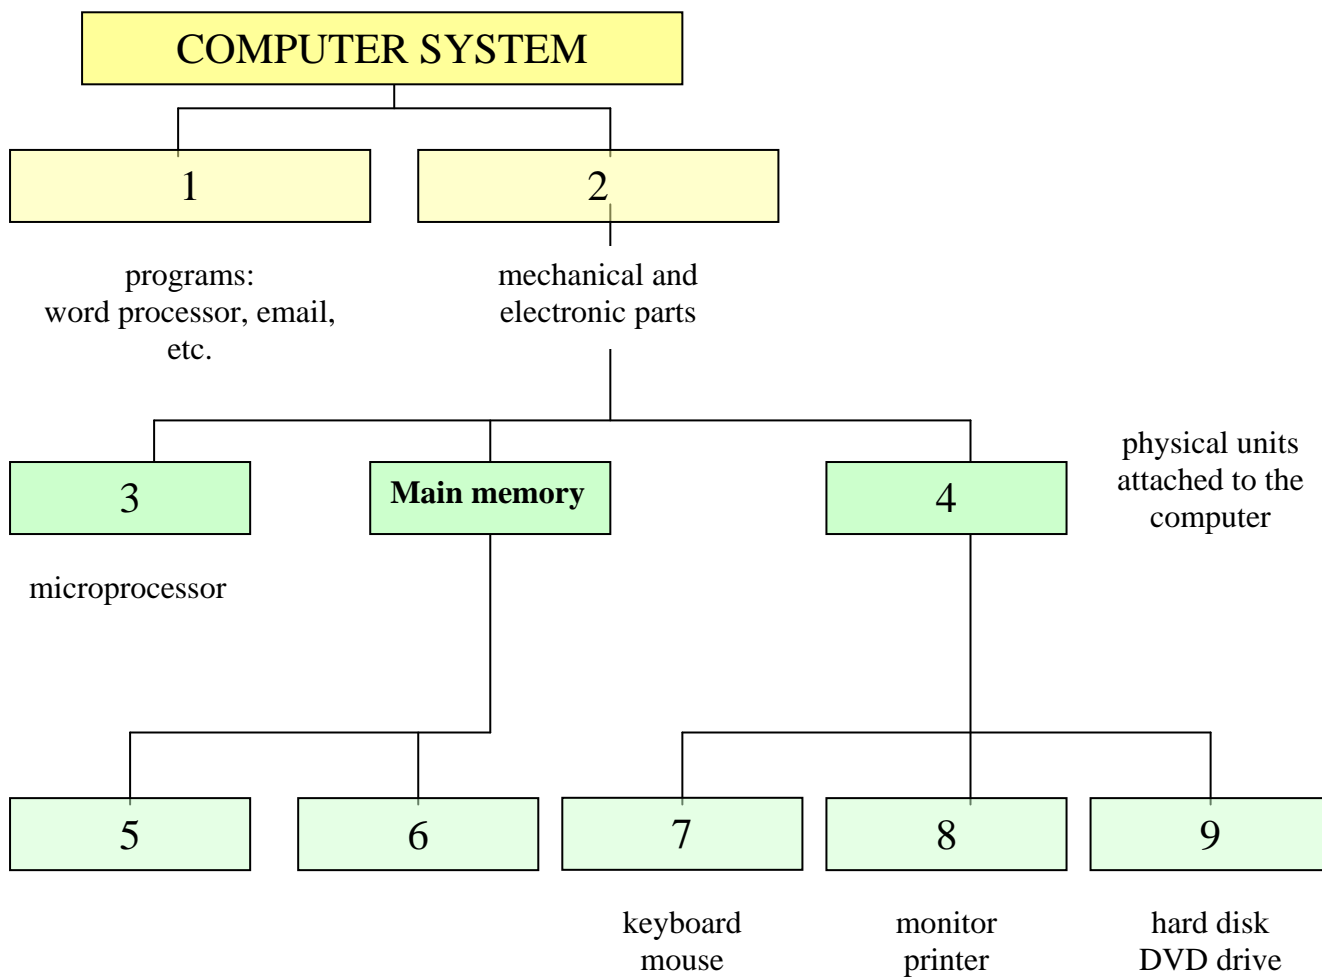 COMPUTER SYSTEM
1
2
programs:
word processor, email,
etc.
mechanical and
electronic parts
3
Main memory
4
physical units
attached to the
computer
microprocessor
5
6
7
8
9
keyboard
mouse
monitor
printer
hard disk
DVD drive